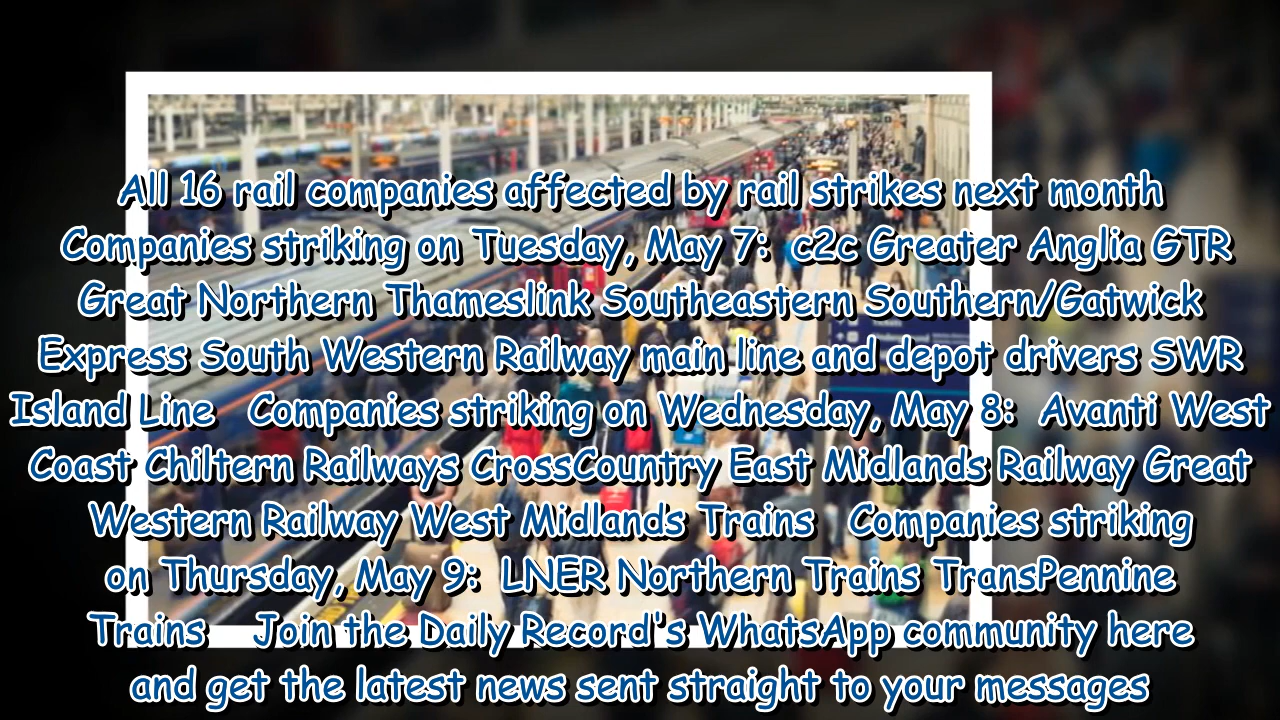 All 16 rail companies affected by rail strikes next month
Companies striking on Tuesday, May 7:  c2c Greater Anglia GTR
Great Northern Thameslink Southeastern Southern/Gatwick
Express South Western Railway main line and depot drivers SWR
Island Line   Companies striking on Wednesday, May 8:  Avanti West
Coast Chiltern Railways CrossCountry East Midlands Railway Great
Western Railway West Midlands Trains   Companies striking
on Thursday, May 9:  LNER Northern Trains TransPennine
Trains    Join the Daily Record's WhatsApp community here
and get the latest news sent straight to your messages